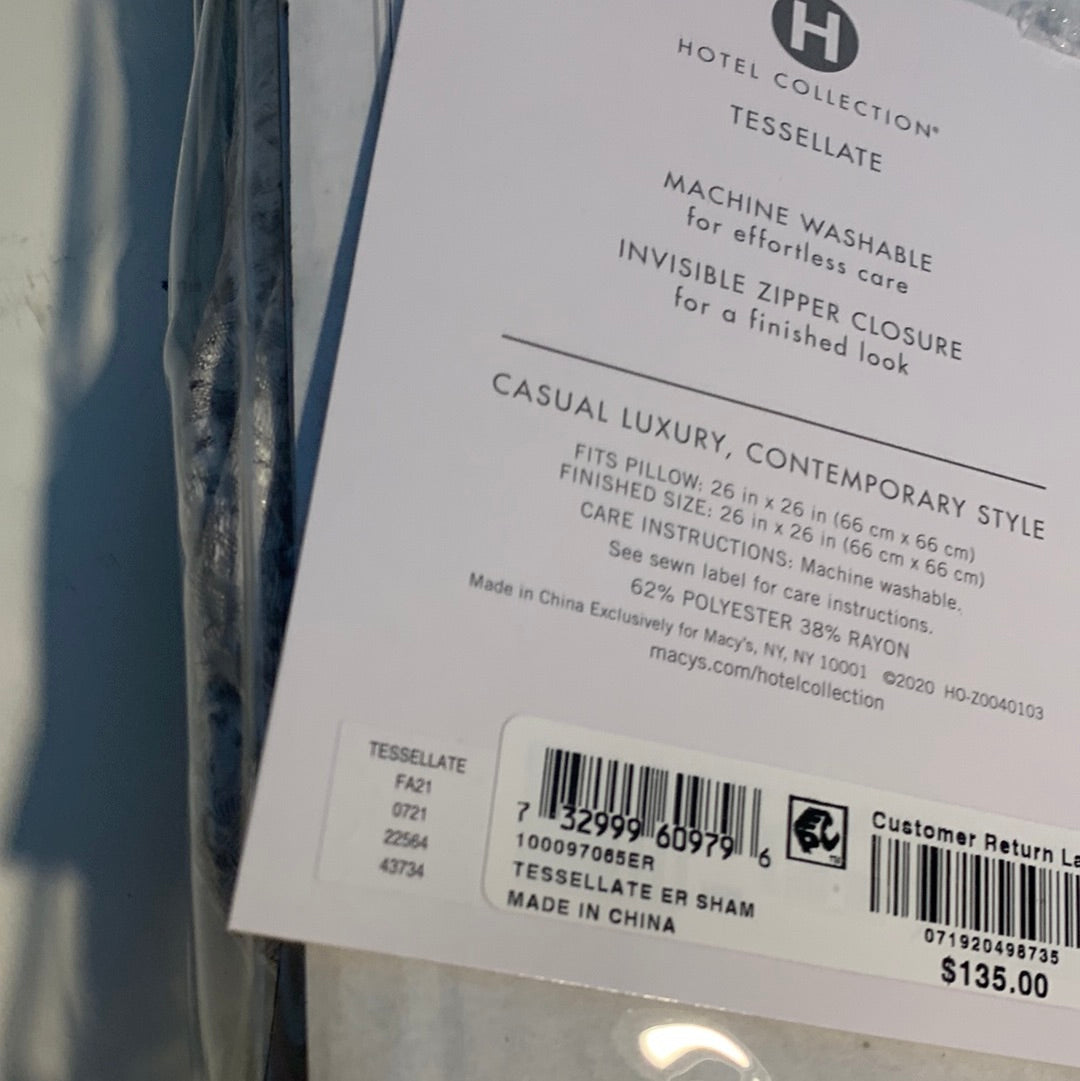 H
HOTEL COLLECTION®
TESSELLATE
MACHINE WASHABLE
for effortless care
INVISIBLE ZIPPER CLOSURE
for a finished look
CASUAL LUXURY, CONTEMPORARY STYLE
FITS PILLOW: 26 in x 26 in (66 cm x 66 cm)
FINISHED SIZE: 26 in x 26 in (66 cm x 66 cm)
CARE INSTRUCTIONS: Machine washable.
See sewn label for care instructions.
62% POLYESTER 38% RAYON
Made in China Exclusively for Macy's, NY, NY 10001 ©2020 HO-Z0040103
macys.com/hotelcollection
TESSELLATE
FA21
0721
22564
43734
7 32999 60979 6
100097065ER
TESSELLATE ER SHAM
MADE IN CHINA
EPC TM
Customer Return La
071920498735
$135.00